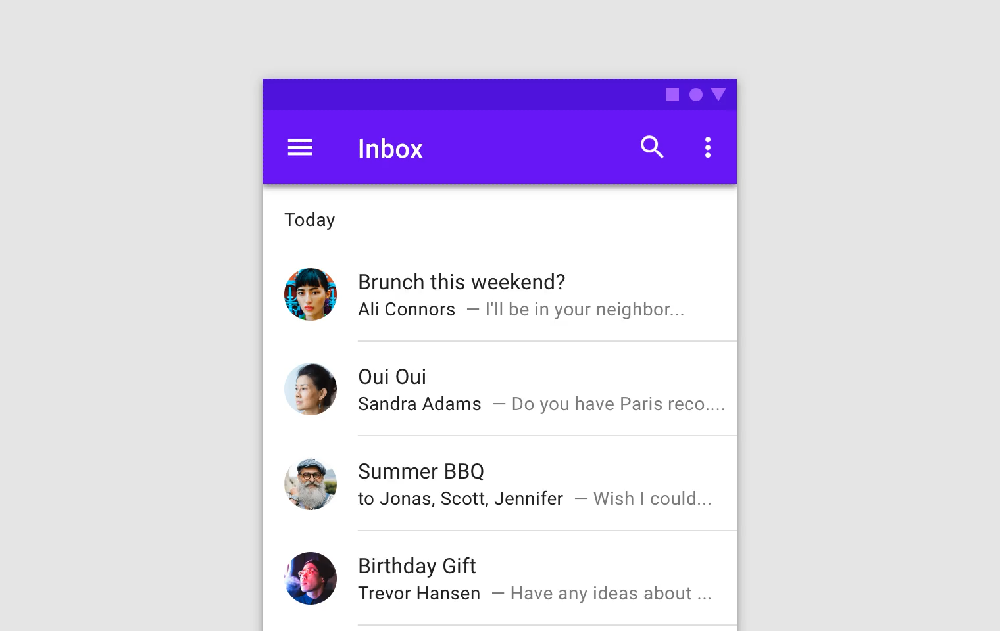 Inbox
Today
Brunch this weekend?
Ali Connors — I'll be in your neighbor...
Oui Oui
Sandra Adams — Do you have Paris reco....
Summer BBQ
to Jonas, Scott, Jennifer — Wish I could...
Birthday Gift
Trevor Hansen — Have any ideas about ...